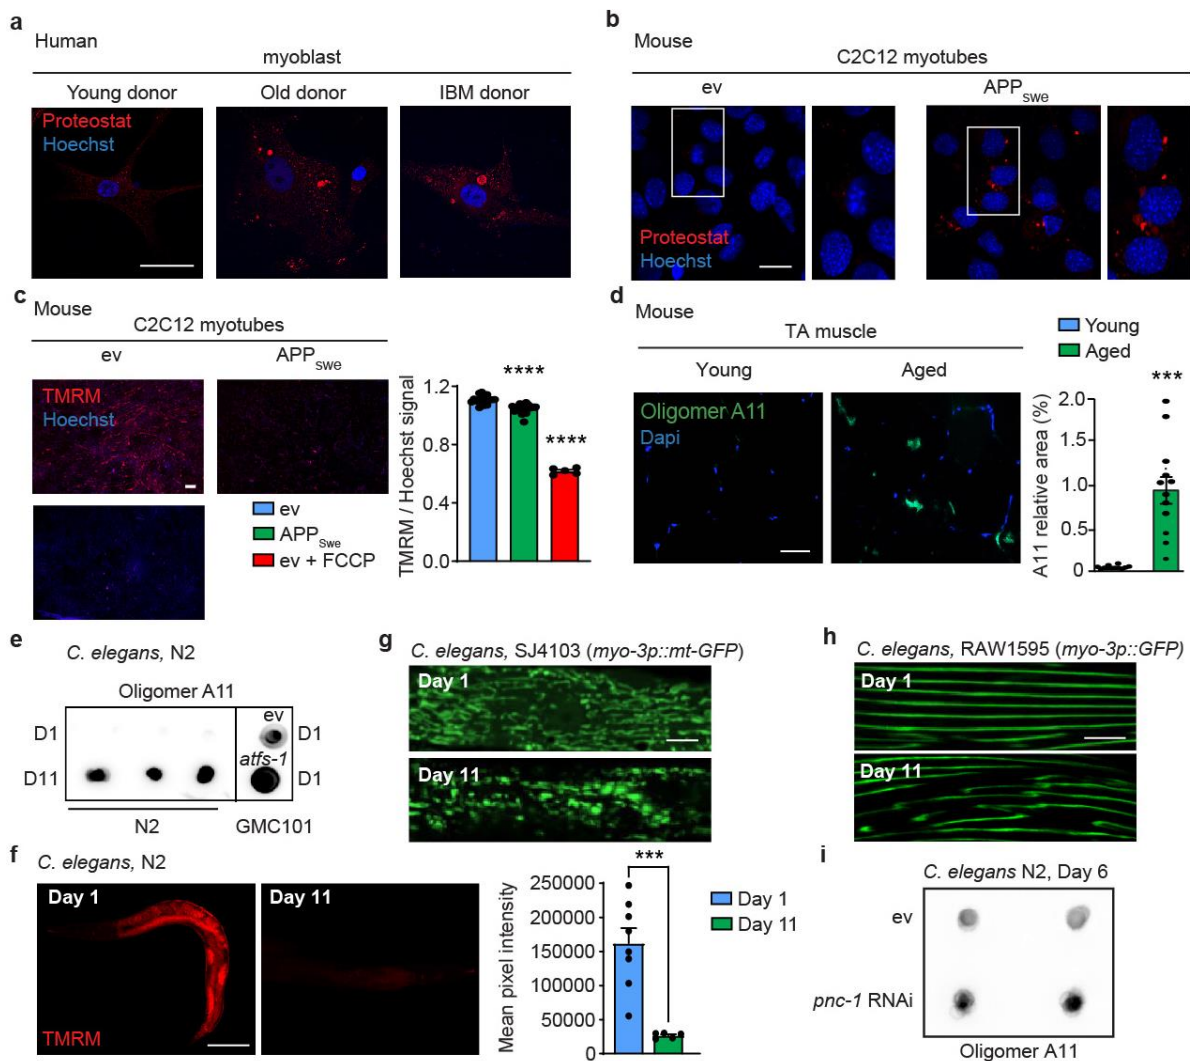 a
Human
myoblast
Young donor
Old donor
IBM donor
Proteostat
Hoechst
b
Mouse
C2C12 myotubes
ev
APPswe
Proteostat
Hoechst
c
Mouse
C2C12 myotubes
ev
APPswe
TMRM
Hoechst
ev
APPSwe
ev + FCCP
TMRM / Hoechst signal
1.2
0.6
0.6
0.0
****
****
d
Mouse
TA muscle
Young
Aged
Oligomer A11
Dapi
Young
Aged
A11 relative area (%)
2.0
1.5
1.0
0.5
0
***
e
C. elegans, N2
Oligomer A11
D1
ev
D1
atfs-1
D11
D1
N2
GMC101
f
C. elegans, N2
Day 1
Day 11
TMRM
Mean pixel intensity
250000
200000
150000
100000
50000
0
***
Day 1
Day 11
g
C. elegans, SJ4103 (myo-3p::mt-GFP)
Day 1
Day 11
h
C. elegans, RAW1595 (myo-3p::GFP)
Day 1
Day 11
i
C. elegans N2, Day 6
ev
pnc-1 RNAi
Oligomer A11